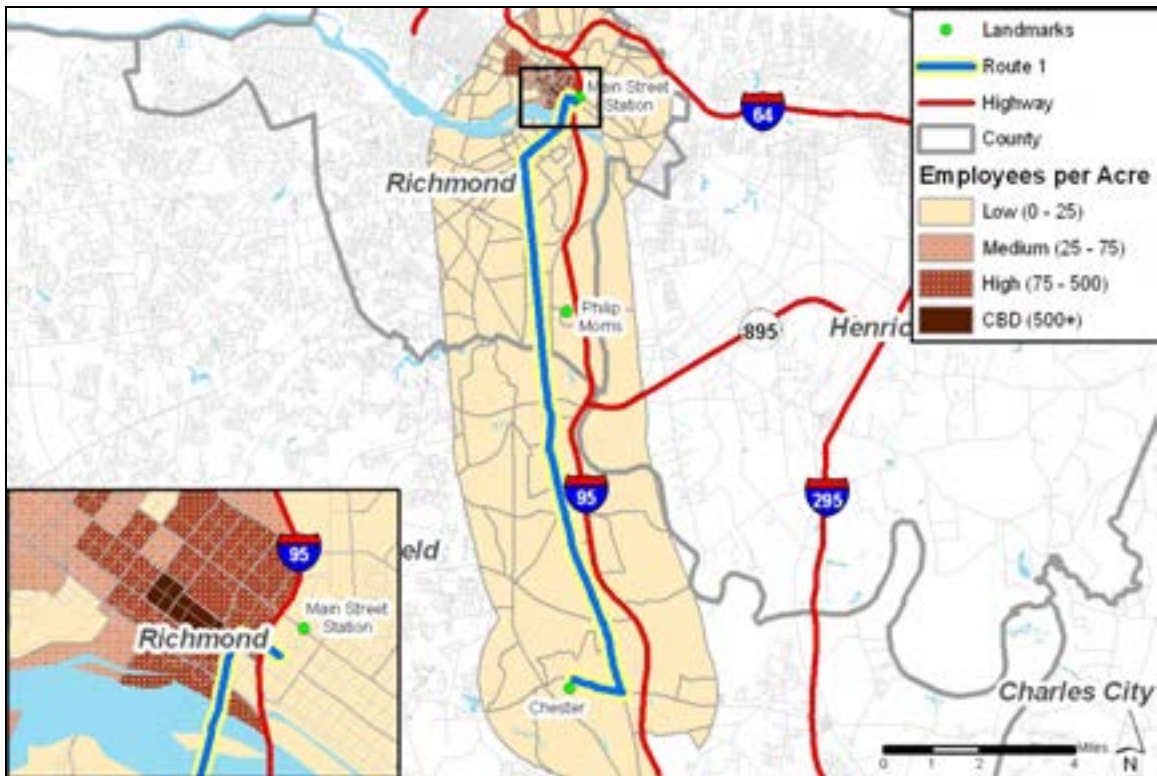 Landmarks
Route 1
Highway
County
Employees per Acre
Low (0 - 25)
Medium (25 - 75)
High (75 - 500)
CBD (500+)
Main Street
Station
64
Richmond
Philip
Morris
895
Henric
95
295
eld
Chester
Charles City
Miles
0 1 2 4
N
95
Main Street
Station
Richmond